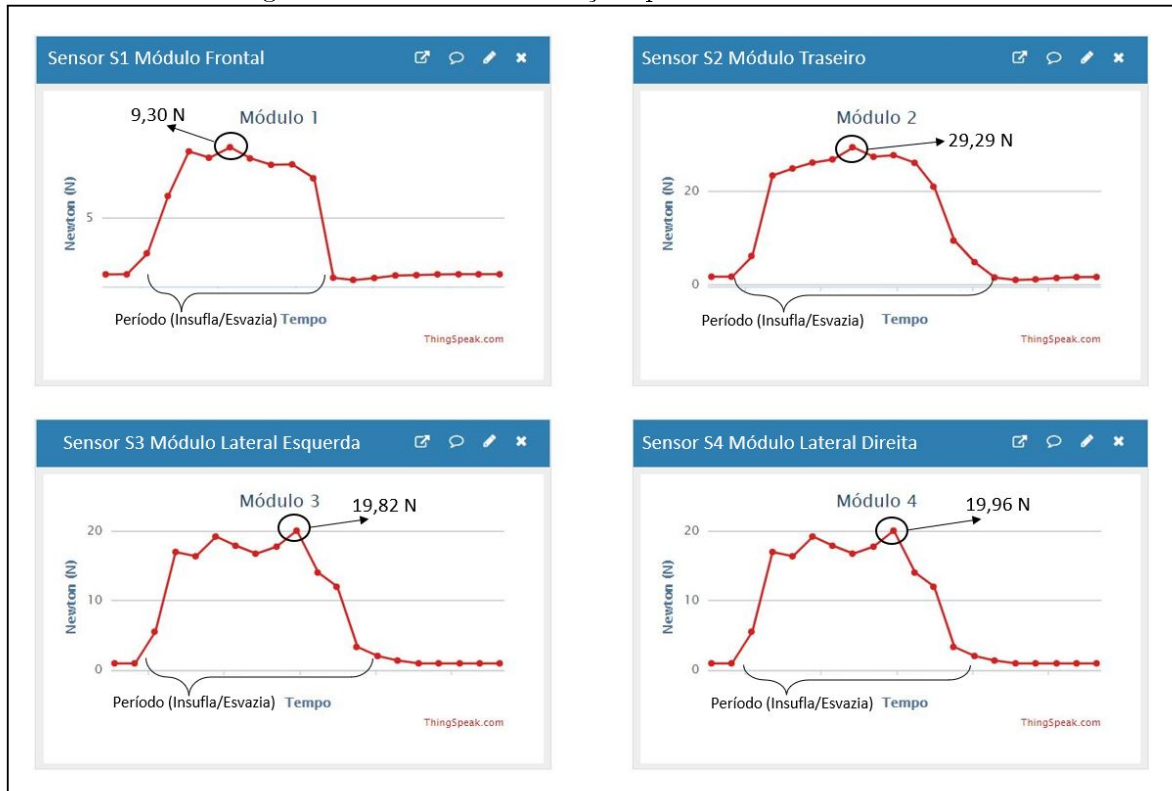 Sensor S1 Módulo Frontal
9,30 N
Módulo 1
Newton (N)
5
Período (Insufla/Esvazia) Tempo
ThingSpeak.com
Sensor S2 Módulo Traseiro
Módulo 2
29,29 N
Newton (N)
20
0
Período (Insufla/Esvazia) Tempo
ThingSpeak.com
Sensor S3 Módulo Lateral Esquerda
Módulo 3
19,82 N
Newton (N)
20
10
0
Período (Insufla/Esvazia) Tempo
ThingSpeak.com
Sensor S4 Módulo Lateral Direita
Módulo 4
19,96 N
Newton (N)
20
10
0
Período (Insufla/Esvazia) Tempo
ThingSpeak.com